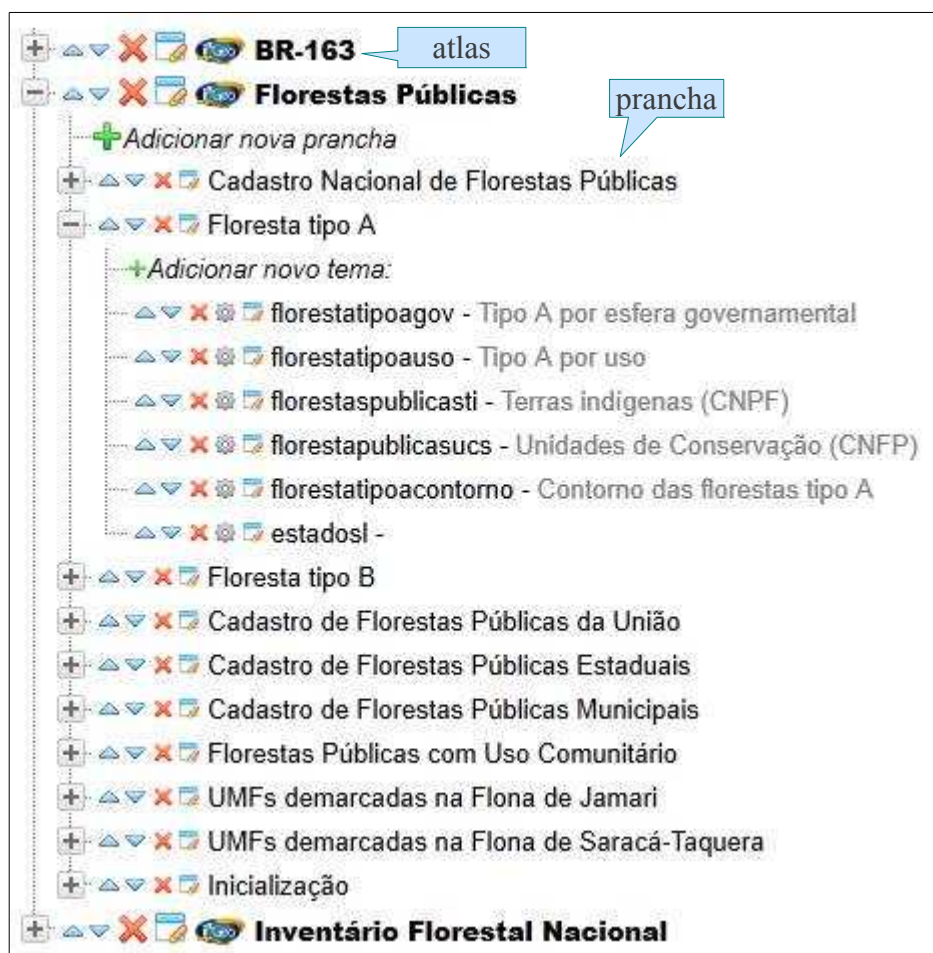 BR-163
atlas
Florestas Públicas
prancha
Adicionar nova prancha
Cadastro Nacional de Florestas Públicas
Floresta tipo A
Adicionar novo tema:
florestatipoagov - Tipo A por esfera governamental
florestatipoauso - Tipo A por uso
florestaspublicasti - Terras indígenas (CNPF)
florestapublicasucs - Unidades de Conservação (CNFP)
florestatipoacontorno - Contorno das florestas tipo A
estadosl -
Floresta tipo B
Cadastro de Florestas Públicas da União
Cadastro de Florestas Públicas Estaduais
Cadastro de Florestas Públicas Municipais
Florestas Públicas com Uso Comunitário
UMFs demarcadas na Flona de Jamari
UMFs demarcadas na Flona de Saracá-Taquera
Inicialização
Inventário Florestal Nacional